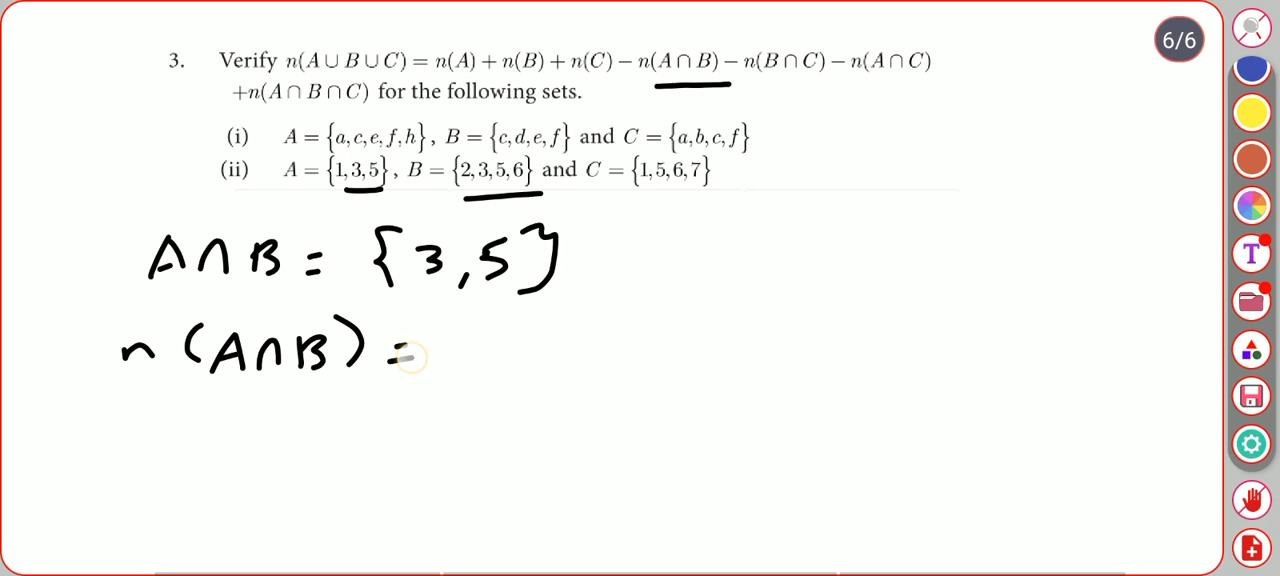 6/6
3. Verify n(A ∪ B ∪ C) = n(A) + n(B) + n(C) − n(A ∩ B) − n(B ∩ C) − n(A ∩ C)
+n(A ∩ B ∩ C) for the following sets.
(i) A = {a,c,e,f,h}, B = {c,d,e,f} and C = {a,b,c,f}
(ii) A = {1,3,5}, B = {2,3,5,6} and C = {1,5,6,7}
A ∩ B = {3,5}
n (A ∩ B) =
T